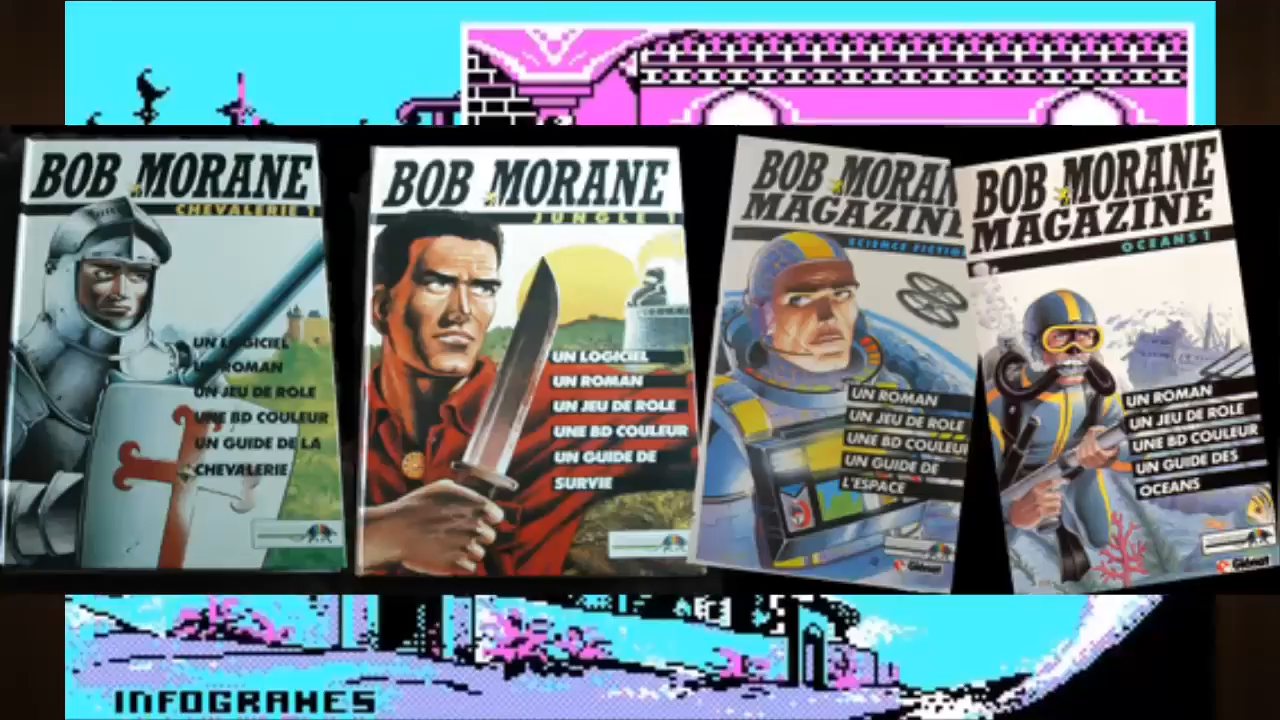 BOB MORANE
CHEVALERIE 1
UN LOGICIEL
UN ROMAN
UN JEU DE ROLE
UNE BD COULEUR
UN GUIDE DE LA
CHEVALERIE
BOB MORANE
JUNGLE 1
UN LOGICIEL
UN ROMAN
UN JEU DE ROLE
UNE BD COULEUR
UN GUIDE DE
SURVIE
BOB MORAN
MAGAZIN
SCIENCE FICTIO
UN ROMAN
UN JEU DE ROLE
UNE BD COULEUR
UN GUIDE DE
L'ESPACE
Glénat
BOB MORANE
MAGAZINE
OCEANS 1
UN ROMAN
UN JEU DE ROLE
UNE BD COULEUR
UN GUIDE DES
OCEANS
Glénat
INFOGRAMES